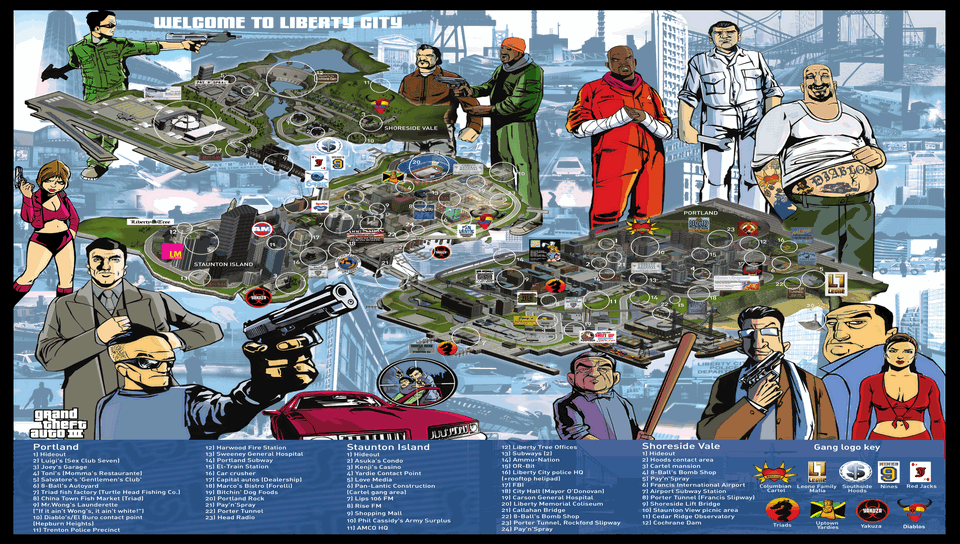 WELCOME TO LIBERTY CITY
SHORESIDE VALE
Liberty Tree
AM
LM
STAUNTON ISLAND
PORTLAND
DIABLOS
YAKUZA
LEONE
grand
theft
auto III
Portland
1) Hideout
2) Luigi's (Sex Club Seven)
3) Joey's Garage
4) Toni's (Momma's Restaurante)
5) Salvatore's 'Gentlemen's Club'
6) 8-Ball's Autoyard
7) Triad fish factory (Turtle Head Fishing Co.)
8) China Town Fish Market (Triad)
9) Mr.Wong's Laundrette
("It it ain't Wong's, it ain't white!")
10) Diablo's/El Buro contact point
(Hepburn Heights)
11) Trenton Police Precinct
12) Harwood Fire Station
13) Sweeney General Hospital
14) Portland Subway
15) El-Train Station
16) Car crusher
17) Capital autos (Dealership)
18) Marco's Bistro (Forelli)
19) Bitchin' Dog Foods
20) Portland Rock
21) Pay'n'Spray
22) Porter Tunnel
23) Head Radio
Staunton Island
1) Hideout
2) Asuka's Condo
3) Kenji's Casino
4) Yardie Contact Point
5) Love Media
6) Pan-Lantic Construction
(Cartel gang area)
7) Lips 106 FM
8) Rise FM
9) Shopping Mall
10) Phil Cassidy's Army Surplus
11) AMCO HQ
12) Liberty Tree Offices
13) Subways (2)
14) Ammu-Nation
15) OR-Bit
16) Liberty City police HQ
(+rooftop helipad)
17) FBI
18) City Hall (Mayor O'Donovan)
19) Carson General Hospital
20) Liberty Memorial Coliseum
21) Callahan Bridge
22) 8-Ball's Bomb Shop
23) Porter Tunnel, Rockford Slipway
24) Pay'n'Spray
Shoreside Vale
1) Hideout
2) Hoods contact area
3) Cartel mansion
4) 8-Ball's Bomb Shop
5) Pay'n'Spray
6) Francis International Airport
7) Airport Subway Station
8) Porter Tunnel (Francis Slipway)
9) Shoreside Lift Bridge
10) Staunton View picnic area
11) Cedar Ridge Observatory
12) Cochrane Dam
Gang logo key
Colombian
Cartel
Leone Family
Mafia
Southside
Hoods
Nines
Red Jacks
Triads
Uptown
Yardies
Yakuza
Diablos